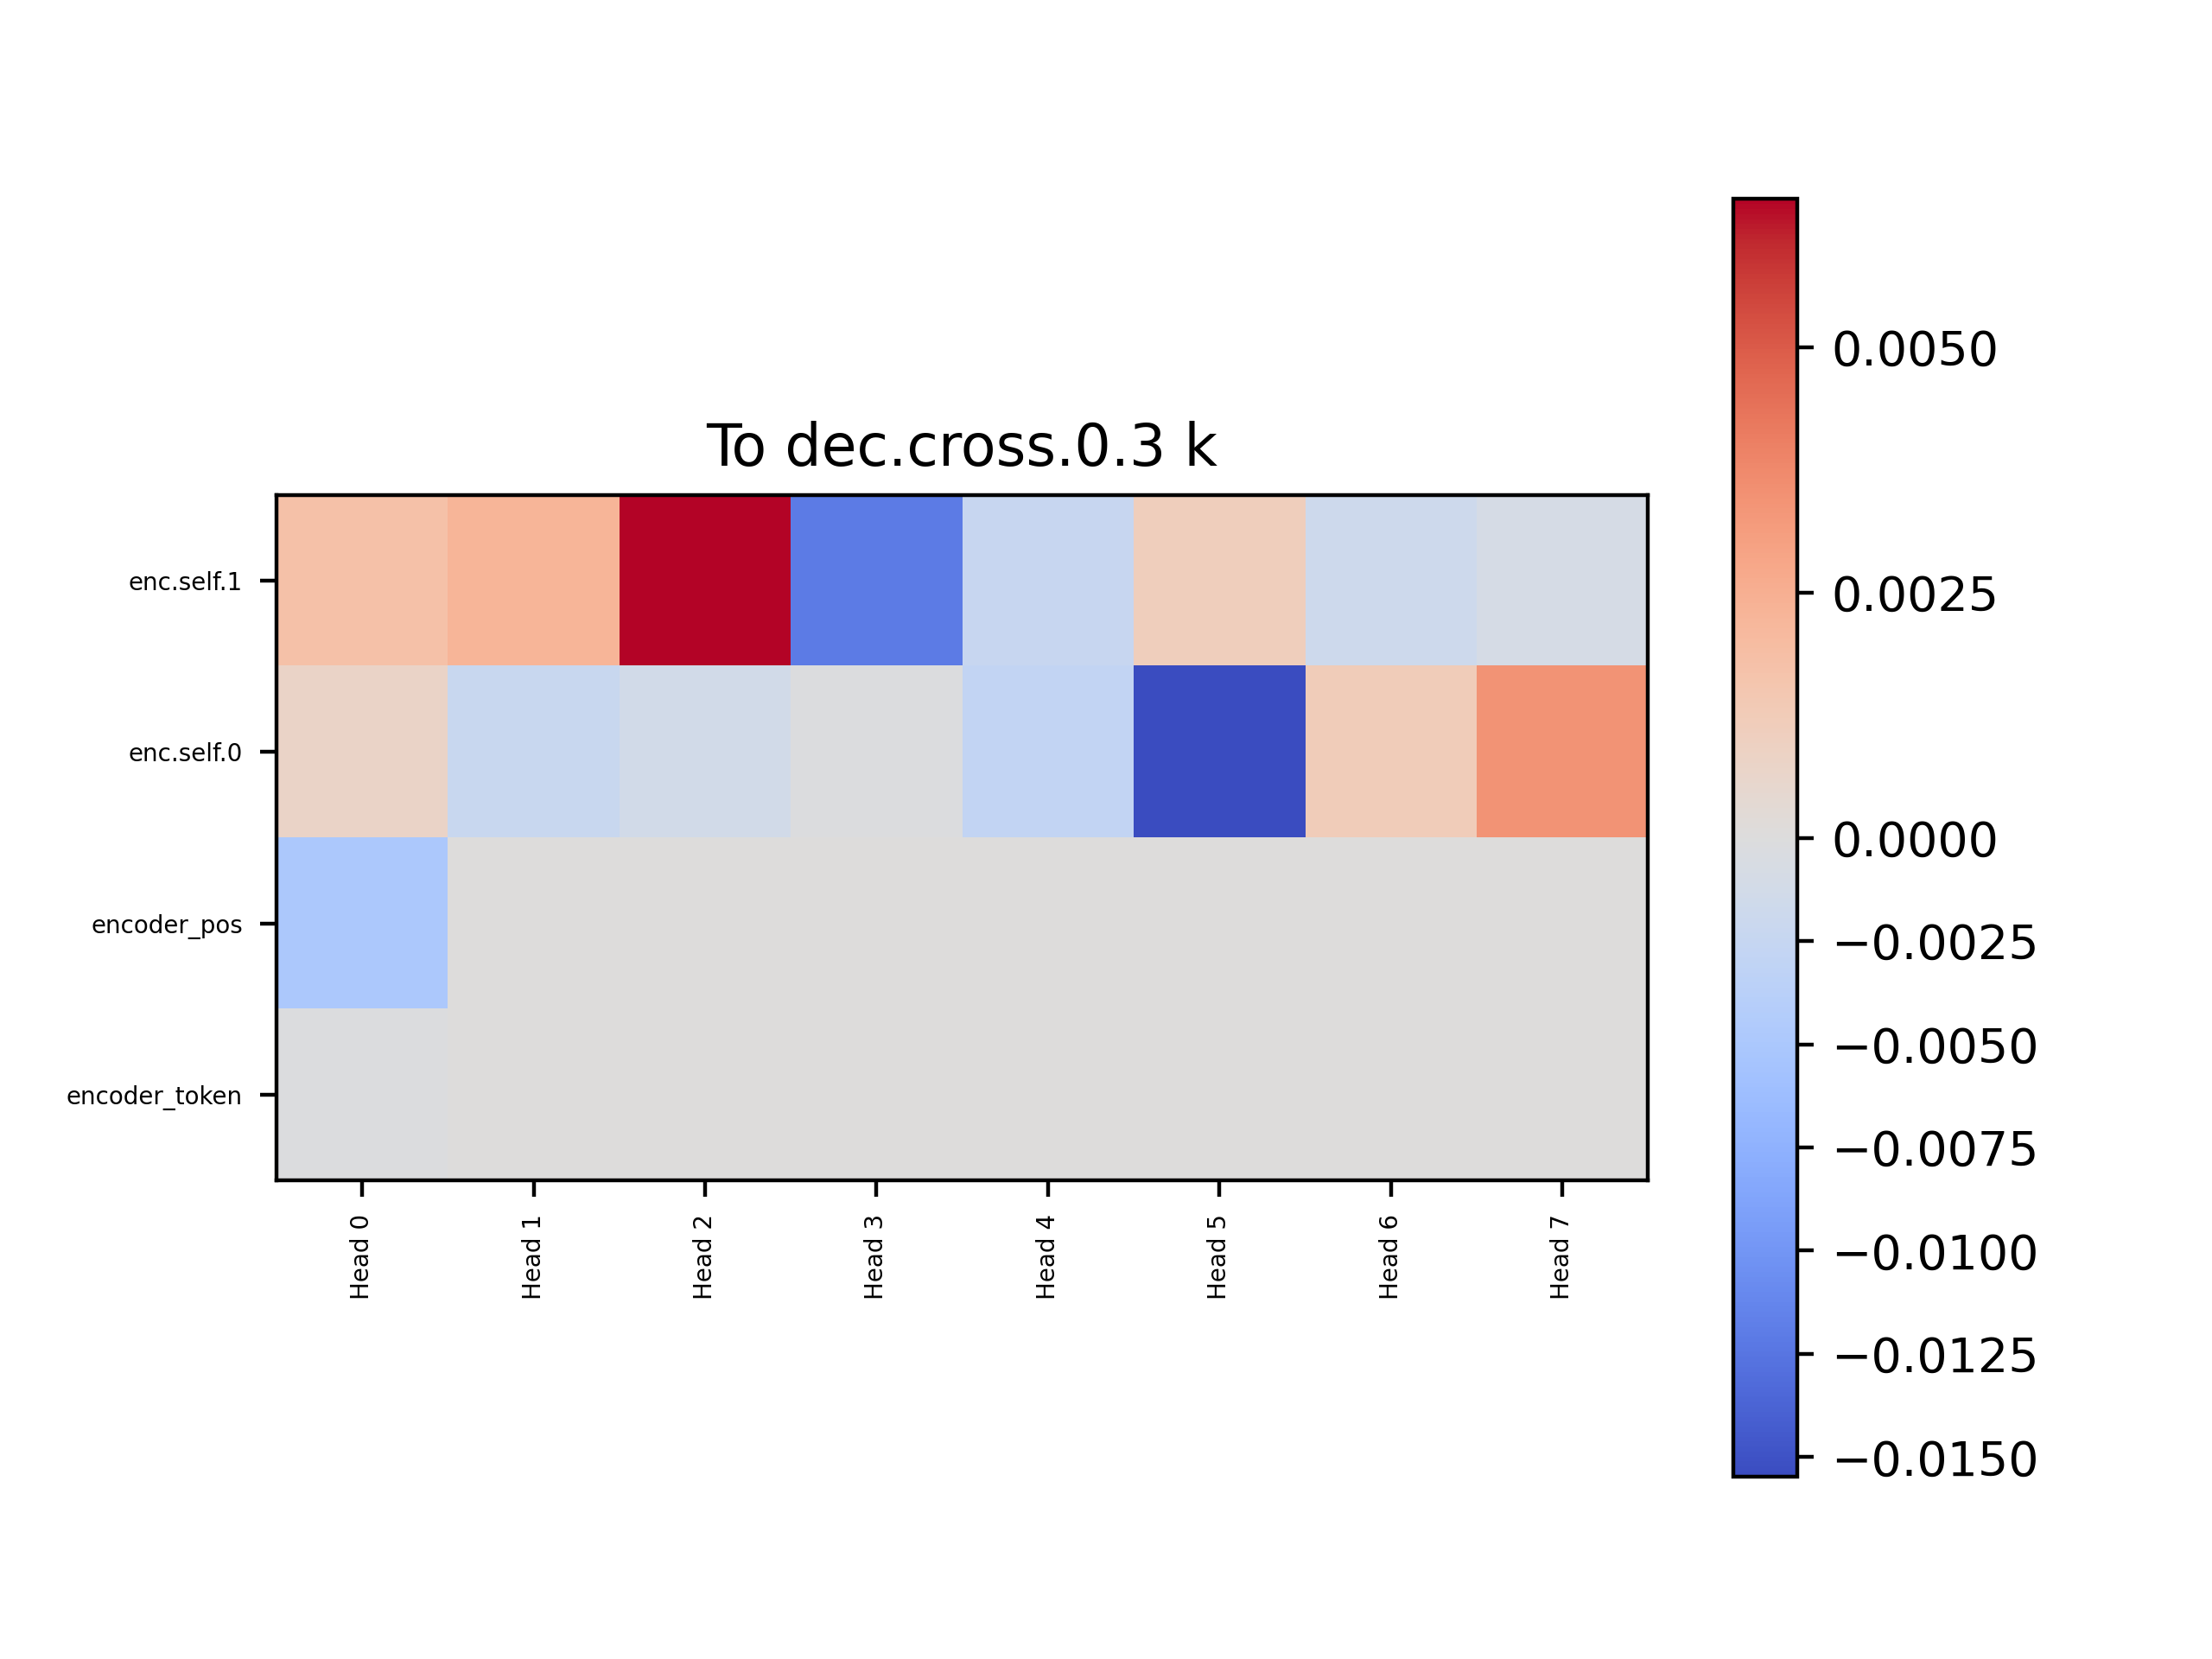 To dec.cross.0.3 k
enc.self.1
enc.self.0
encoder_pos
encoder_token
Head 0
Head 1
Head 2
Head 3
Head 4
Head 5
Head 6
Head 7
0.0050
0.0025
0.0000
−0.0025
−0.0050
−0.0075
−0.0100
−0.0125
−0.0150